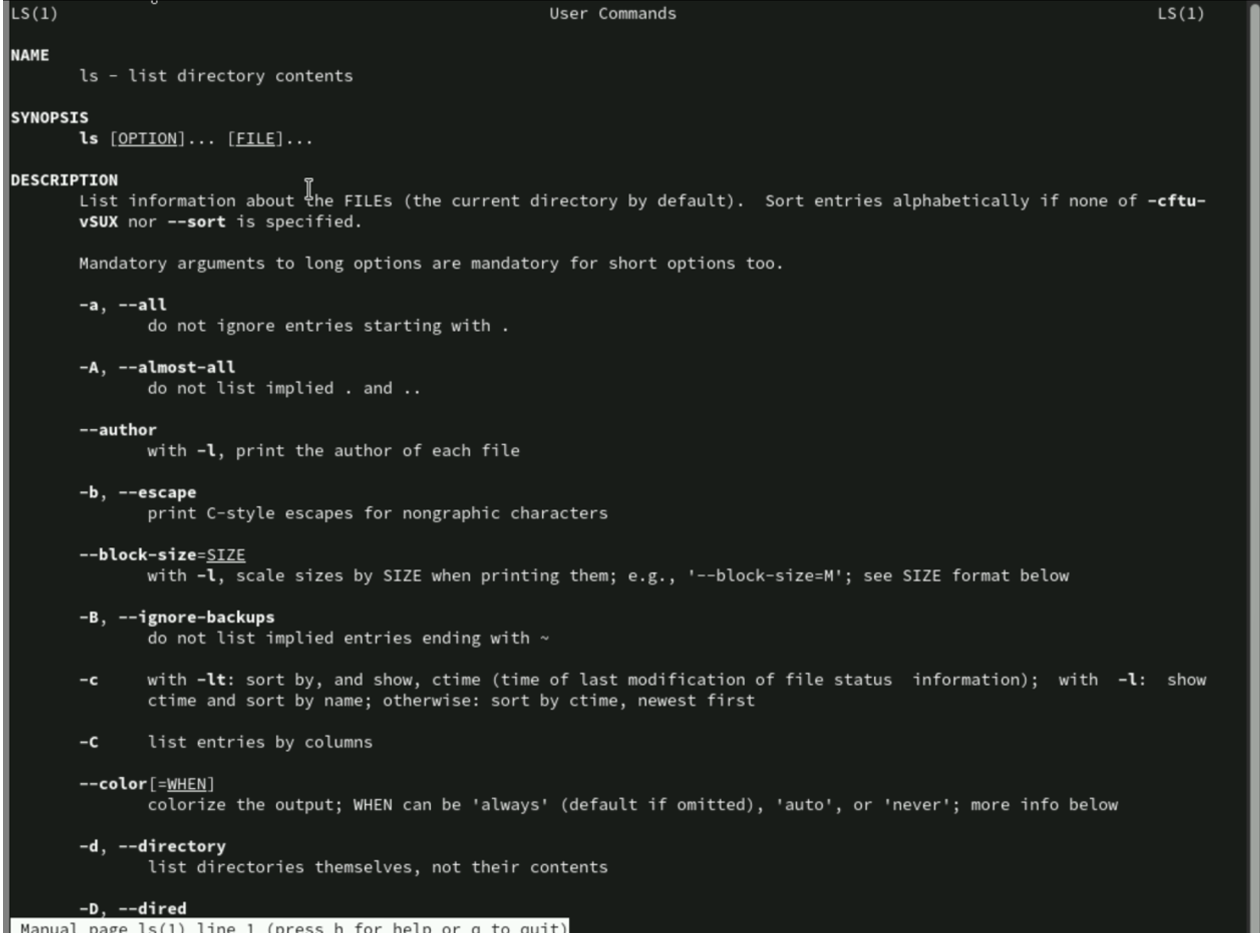 LS(1) User Commands LS(1)
NAME
ls - list directory contents
SYNOPSIS
ls [OPTION]... [FILE]...
DESCRIPTION
List information about the FILEs (the current directory by default).  Sort entries alphabetically if none of -cftu-
vSUX nor --sort is specified.
Mandatory arguments to long options are mandatory for short options too.
-a, --all
do not ignore entries starting with .
-A, --almost-all
do not list implied . and ..
--author
with -l, print the author of each file
-b, --escape
print C-style escapes for nongraphic characters
--block-size=SIZE
with -l, scale sizes by SIZE when printing them; e.g., '--block-size=M'; see SIZE format below
-B, --ignore-backups
do not list implied entries ending with ~
-c with -lt: sort by, and show, ctime (time of last modification of file status  information);  with  -l:  show
ctime and sort by name; otherwise: sort by ctime, newest first
-C list entries by columns
--color[=WHEN]
colorize the output; WHEN can be 'always' (default if omitted), 'auto', or 'never'; more info below
-d, --directory
list directories themselves, not their contents
-D, --dired
Manual page ls(1) line 1 (press h for help or q to quit)